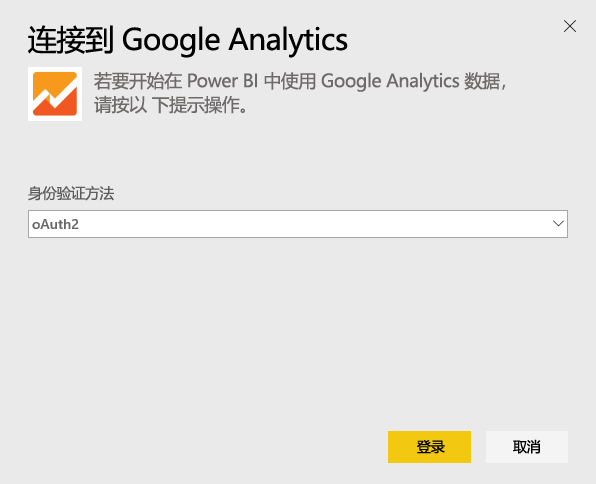 连接到 Google Analytics
若要开始在 Power BI 中使用 Google Analytics 数据，
请按以 下提示操作。
身份验证方法
oAuth2
登录
取消